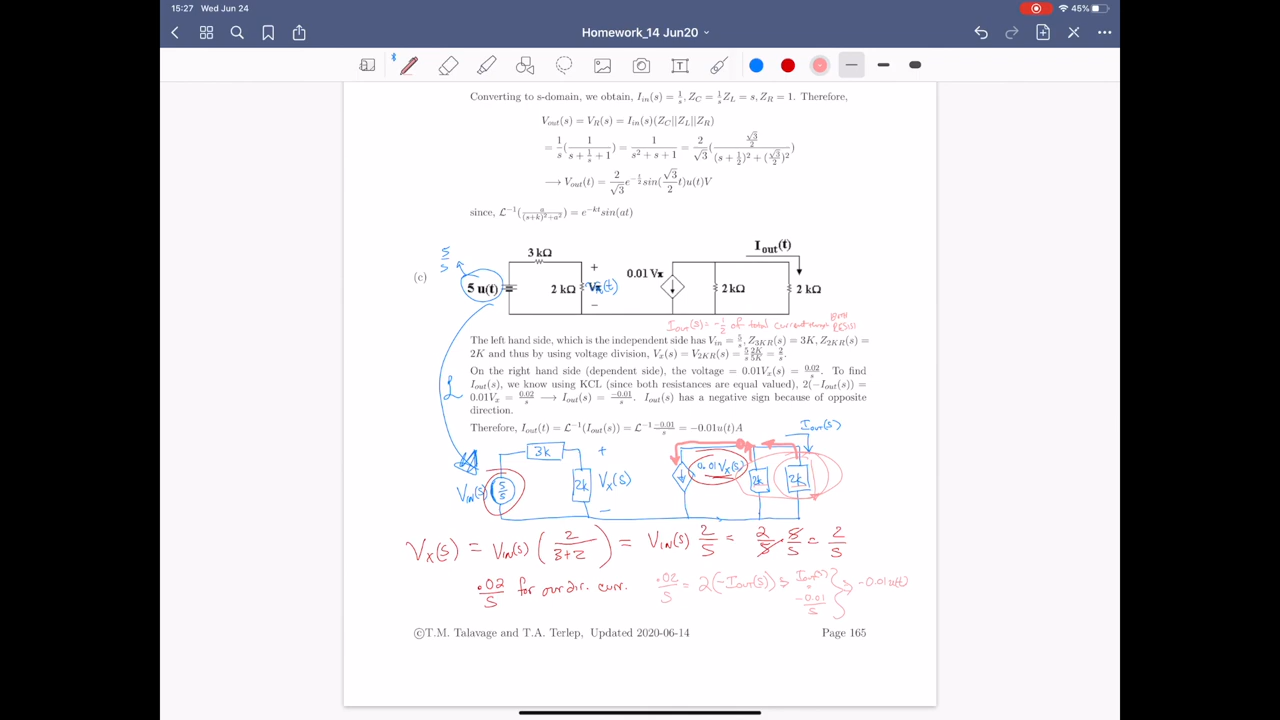 15:27 Wed Jun 24
45%
Homework_14 Jun20
Converting to s-domain, we obtain, I_in(s) = 1/s, Z_C = 1/s Z_L = s, Z_R = 1. Therefore,
V_out(s) = V_R(s) = I_in(s)(Z_C||Z_L||Z_R)
= 1/s(1/(s + 1/s + 1)) = 1/(s² + s + 1) = 2/√3((√3/2)/((s + 1/2)² + (√3/2)²))
⟶ V_out(t) = 2/√3 e^(-t/2) sin(√3/2 t)u(t)V
since, ℒ⁻¹(a/((s+k)²+a²)) = e^(-kt) sin(at)
I_out(t)
5/s
3 kΩ
(c)
+
0.01 Vx
5 u(t)
2 kΩ
Vx
(t)
2 kΩ
2 kΩ
−
I_out(s) = -1/2 of total current through BOTH RESIS
The left hand side, which is the independent side has V_in = 5/s, Z_3KR(s) = 3K, Z_2KR(s) =
2K and thus by using voltage division, V_x(s) = V_2KR(s) = 5/s 2K/5K = 2/s.
On the right hand side (dependent side), the voltage = 0.01V_x(s) = 0.02/s. To find
I_out(s), we know using KCL (since both resistances are equal valued), 2(−I_out(s)) =
0.01V_x = 0.02/s ⟶ I_out(s) = −0.01/s. I_out(s) has a negative sign because of opposite
direction.
ℒ
Therefore, I_out(t) = ℒ⁻¹(I_out(s)) = ℒ⁻¹ −0.01/s = −0.01u(t)A
I_out(s)
3k
+
V_IN(s)
5/s
2k
V_x(s)
0.01 V_x(s)
2k
2k
−
V_X(s) = V_IN(s) (2/(3+2)) = V_IN(s) 2/5 = 2/5 · 5/s = 2/s
.02/s for our dir. curr.
.02/s = 2(-I_out(s)) → I_out(s) = -0.01/s } → -0.01u(t)
©T.M. Talavage and T.A. Terlep, Updated 2020-06-14
Page 165